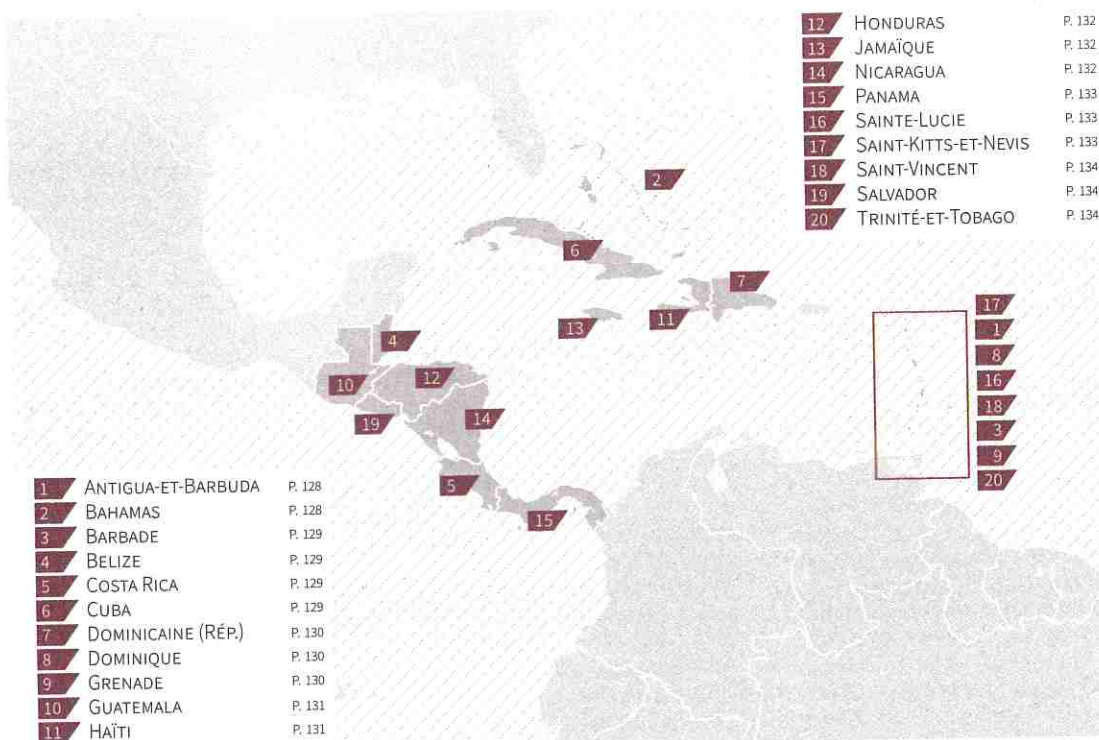 12 HONDURAS P. 132
13 JAMAÏQUE P. 132
14 NICARAGUA P. 132
15 PANAMA P. 133
16 SAINTE-LUCIE P. 133
17 SAINT-KITTS-ET-NEVIS P. 133
18 SAINT-VINCENT P. 134
19 SALVADOR P. 134
20 TRINITÉ-ET-TOBAGO P. 134
2
6
7
17
13
11
1
4
8
10
12
16
19
14
18
3
9
5
20
15
1 ANTIGUA-ET-BARBUDA P. 128
2 BAHAMAS P. 128
3 BARBADE P. 129
4 BELIZE P. 129
5 COSTA RICA P. 129
6 CUBA P. 129
7 DOMINICAINE (RÉP.) P. 130
8 DOMINIQUE P. 130
9 GRENADE P. 130
10 GUATEMALA P. 131
11 HAÏTI P. 131